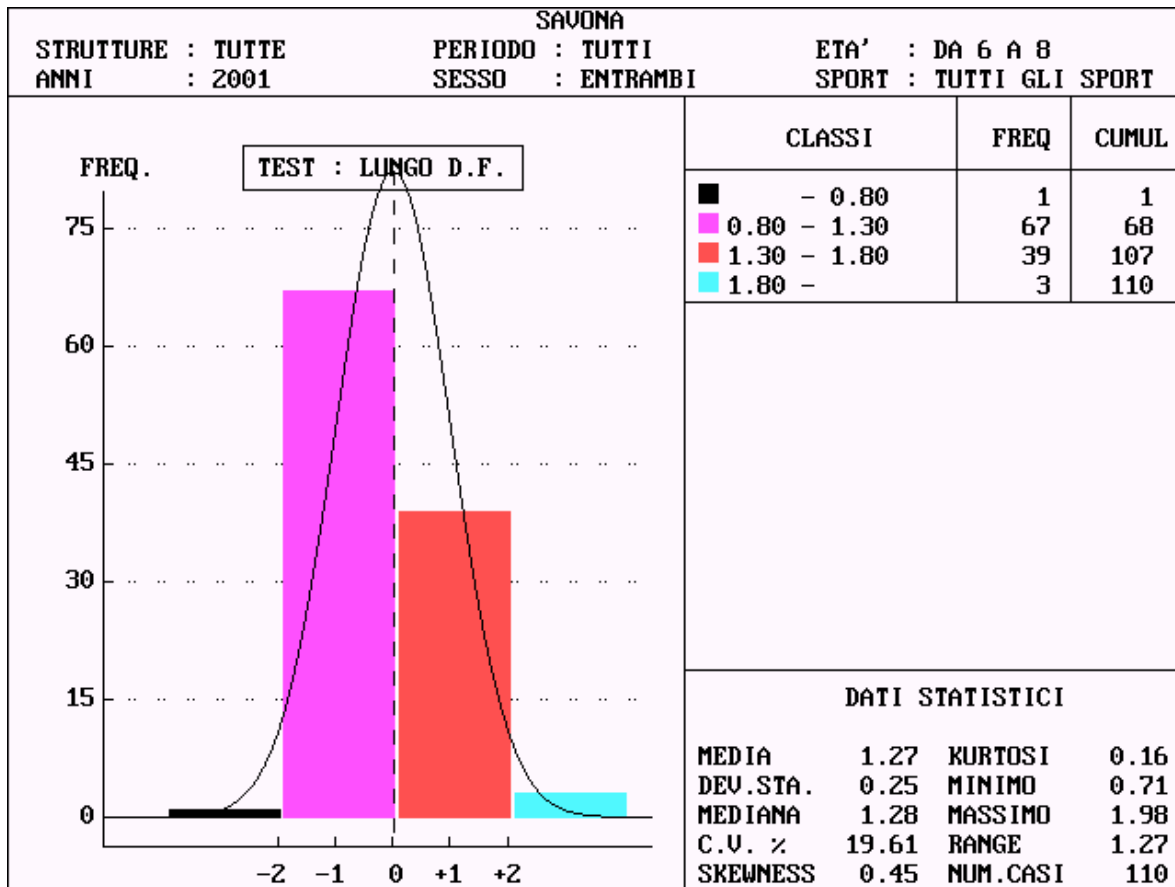 SAVONA
STRUTTURE : TUTTE PERIODO : TUTTI ETA' : DA 6 A 8
ANNI : 2001 SESSO : ENTRAMBI SPORT : TUTTI GLI SPORT
FREQ.
TEST : LUNGO D.F.
75
60
45
30
15
0
-2 -1 0 +1 +2
CLASSI FREQ CUMUL
- 0.80 1 1
0.80 - 1.30 67 68
1.30 - 1.80 39 107
1.80 - 3 110
DATI STATISTICI
MEDIA 1.27 KURTOSI 0.16
DEV.STA. 0.25 MINIMO 0.71
MEDIANA 1.28 MASSIMO 1.98
C.V. % 19.61 RANGE 1.27
SKEWNESS 0.45 NUM.CASI 110